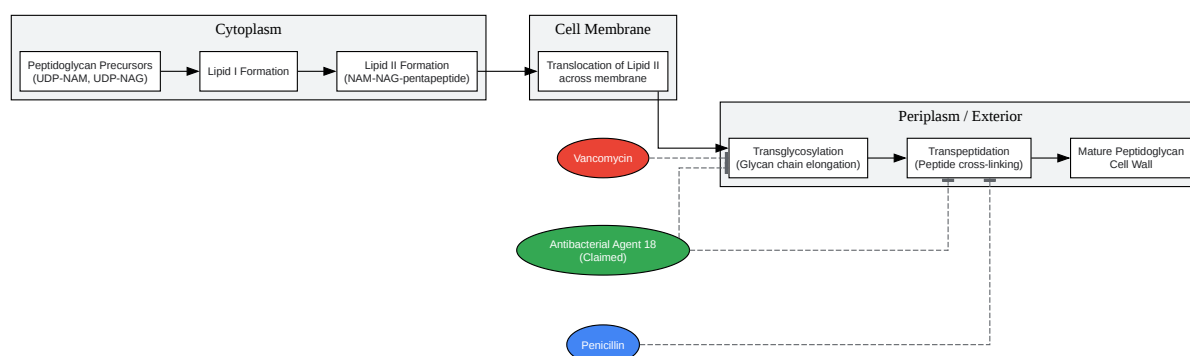 Cytoplasm
Peptidoglycan Precursors
(UDP-NAM, UDP-NAG)
Lipid I Formation
Lipid II Formation
(NAM-NAG-pentapeptide)
Cell Membrane
Translocation of Lipid II
across membrane
Periplasm / Exterior
Transglycosylation
(Glycan chain elongation)
Transpeptidation
(Peptide cross-linking)
Mature Peptidoglycan
Cell Wall
Vancomycin
Antibacterial Agent 18
(Claimed)
Penicillin